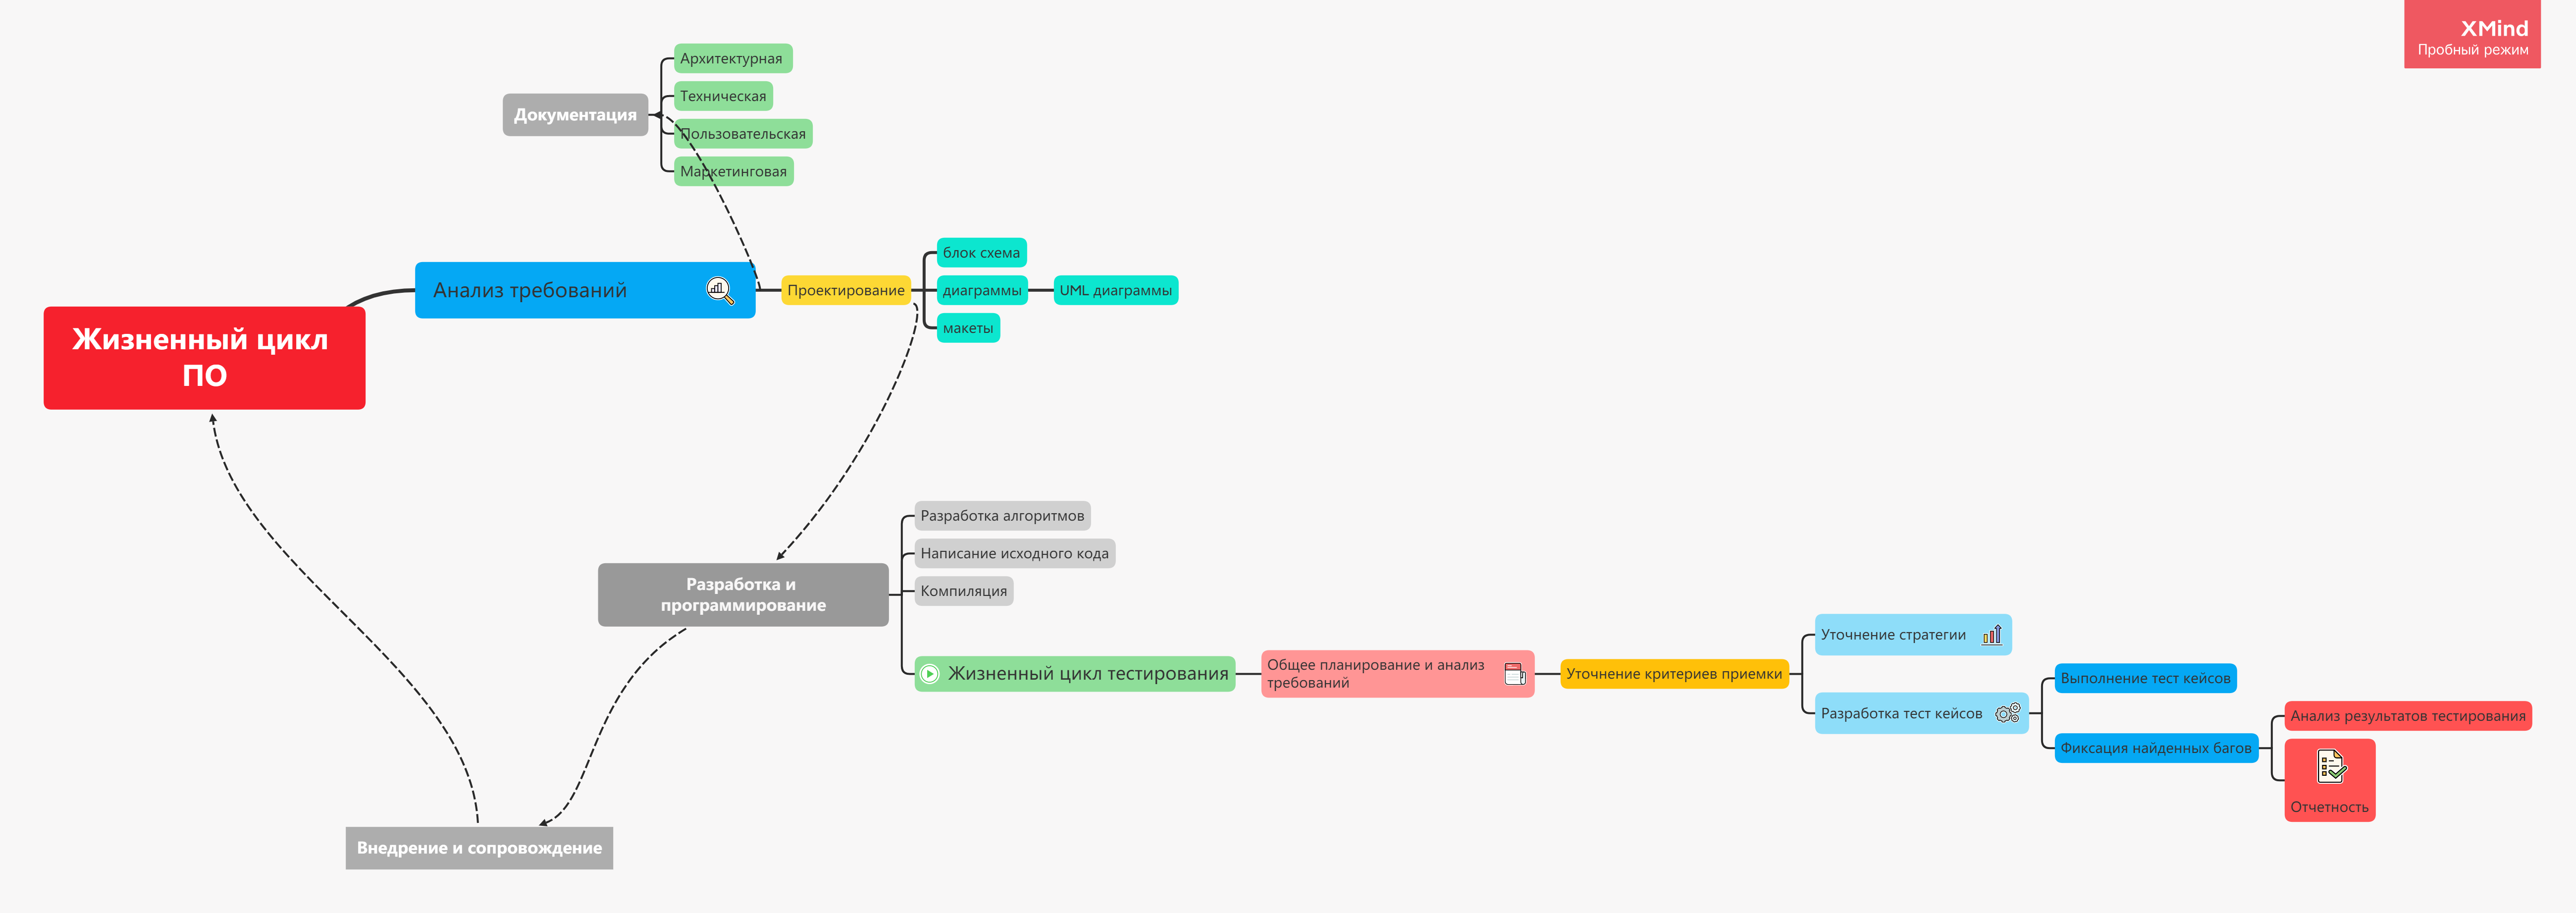 XMind
Пробный режим
Архитектурная
Техническая
Документация
Пользовательская
Маркетинговая
блок схема
Анализ требований
Проектирование
диаграммы
UML диаграммы
макеты
Жизненный цикл
ПО
Разработка алгоритмов
Написание исходного кода
Компиляция
Разработка и
программирование
Жизненный цикл тестирования
Общее планирование и анализ
требований
Уточнение критериев приемки
Уточнение стратегии
Разработка тест кейсов
Выполнение тест кейсов
Фиксация найденных багов
Анализ результатов тестирования
Отчетность
Внедрение и сопровождение